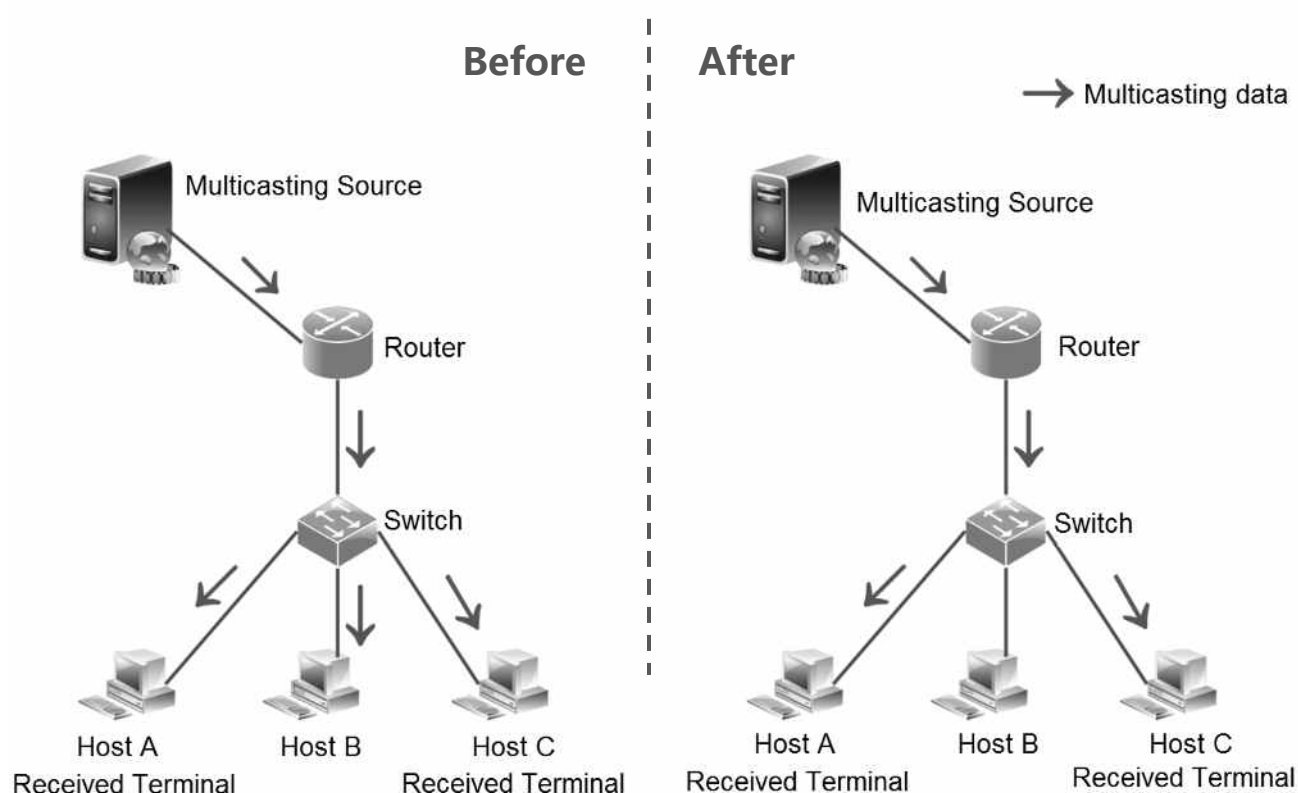 Before
After
Multicasting data
Multicasting Source
Multicasting Source
Router
Router
Switch
Switch
Host A
Host B
Host C
Received Terminal
Received Terminal
Host A
Host B
Host C
Received Terminal
Received Terminal